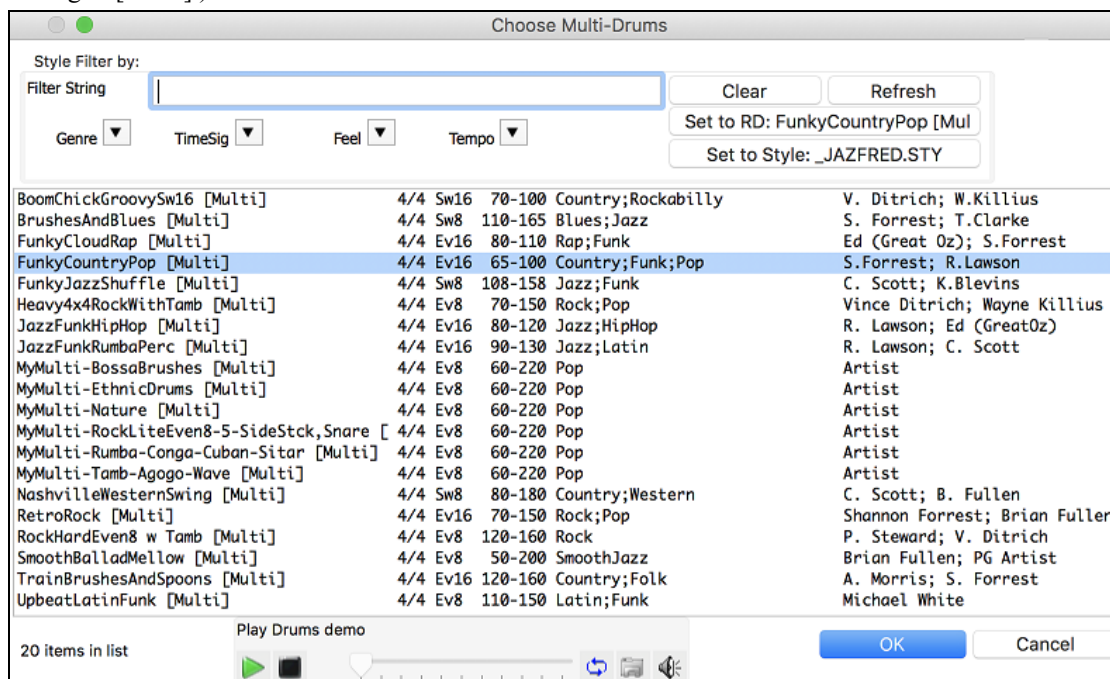 Choose Multi-Drums
Style Filter by:
Filter String
Clear Refresh
Set to RD: FunkyCountryPop [Mul
Genre TimeSig Feel Tempo
Set to Style: _JAZFRED.STY
BoomChickGroovySw16 [Multi] 4/4 Sw16 70-100 Country;Rockabilly V. Ditrich; W.Killius
BrushesAndBlues [Multi] 4/4 Sw8 110-165 Blues;Jazz S. Forrest; T.Clarke
FunkyCloudRap [Multi] 4/4 Ev16 80-110 Rap;Funk Ed (Great Oz); S.Forrest
FunkyCountryPop [Multi] 4/4 Ev16 65-100 Country;Funk;Pop S.Forrest; R.Lawson
FunkyJazzShuffle [Multi] 4/4 Sw8 108-158 Jazz;Funk C. Scott; K.Blevins
Heavy4x4RockWithTamb [Multi] 4/4 Ev8 70-150 Rock;Pop Vince Ditrich; Wayne Killius
JazzFunkHipHop [Multi] 4/4 Ev16 80-120 Jazz;HipHop R. Lawson; Ed (GreatOz)
JazzFunkRumbaPerc [Multi] 4/4 Ev16 90-130 Jazz;Latin R. Lawson; C. Scott
MyMulti-BossaBrushes [Multi] 4/4 Ev8 60-220 Pop Artist
MyMulti-EthnicDrums [Multi] 4/4 Ev8 60-220 Pop Artist
MyMulti-Nature [Multi] 4/4 Ev8 60-220 Pop Artist
MyMulti-RockLiteEven8-5-SideStck,Snare [ 4/4 Ev8 60-220 Pop Artist
MyMulti-Rumba-Conga-Cuban-Sitar [Multi] 4/4 Ev8 60-220 Pop Artist
MyMulti-Tamb-Agogo-Wave [Multi] 4/4 Ev8 60-220 Pop Artist
NashvilleWesternSwing [Multi] 4/4 Sw8 80-180 Country;Western C. Scott; B. Fullen
RetroRock [Multi] 4/4 Ev16 70-150 Rock;Pop Shannon Forrest; Brian Fuller
RockHardEven8 w Tamb [Multi] 4/4 Ev8 120-160 Rock P. Steward; V. Ditrich
SmoothBalladMellow [Multi] 4/4 Ev8 50-200 SmoothJazz Brian Fullen; PG Artist
TrainBrushesAndSpoons [Multi] 4/4 Ev16 120-160 Country;Folk A. Morris; S. Forrest
UpbeatLatinFunk [Multi] 4/4 Ev8 110-150 Latin;Funk Michael White
Play Drums demo
20 items in list
OK Cancel